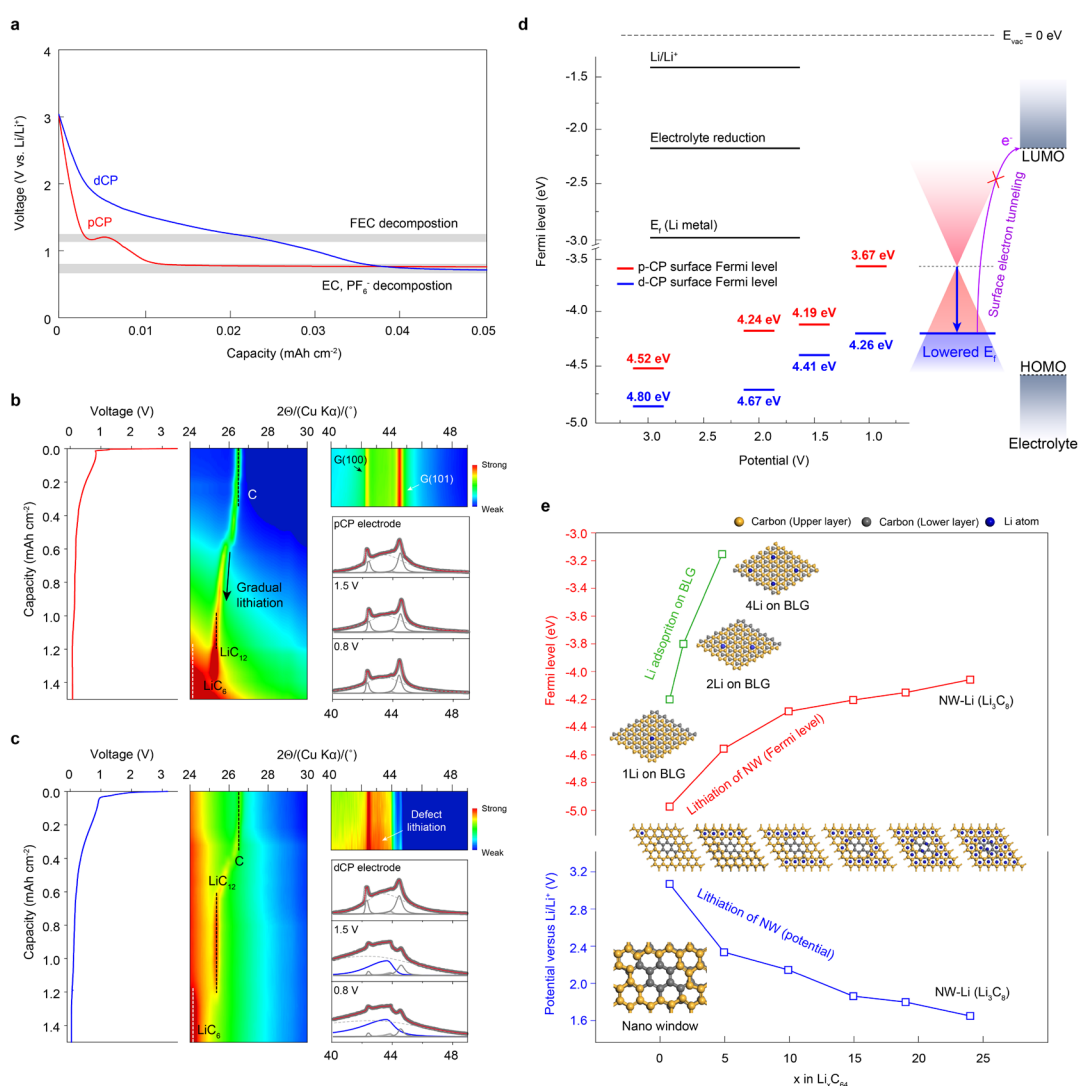 a
4
3
2
1
0
Voltage (V vs. Li/Li⁺)
dCP
pCP
FEC decompostion
EC, PF₆⁻ decompostion
0
0.01
0.02
0.03
0.04
0.05
Capacity (mAh cm⁻²)
b
Voltage (V)
0 1 2 3
2Θ/(Cu Kα)/(°)
24 26 28 30 40 42 44 46 48
0.0
0.2
0.4
0.6
0.8
1.0
1.2
1.4
Capacity (mAh cm⁻²)
C
Gradual
lithiation
LiC₁₂
LiC₆
G(100)
G(101)
Strong
Weak
pCP electrode
1.5 V
0.8 V
40 42 44 46 48
c
Voltage (V)
0 1 2 3
2Θ/(Cu Kα)/(°)
24 26 28 30 40 42 44 46 48
0.0
0.2
0.4
0.6
0.8
1.0
1.2
1.4
Capacity (mAh cm⁻²)
C
LiC₁₂
LiC₆
Defect
lithiation
Strong
Weak
dCP electrode
1.5 V
0.8 V
40 42 44 46 48
d
E_vac = 0 eV
-1.5
-2.0
-2.5
-3.0
-4.0
-4.5
-5.0
Fermi level (eV)
Li/Li⁺
Electrolyte reduction
E_f (Li metal)
p-CP surface Fermi level
d-CP surface Fermi level
3.67 eV
4.24 eV
4.19 eV
4.52 eV
4.26 eV
4.41 eV
4.80 eV
4.67 eV
3.0 2.5 2.0 1.5 1.0
Potential (V)
e⁻
LUMO
Surface electron tunneling
Lowered E_f
HOMO
Electrolyte
e
Carbon (Upper layer) Carbon (Lower layer) Li atom
-3.0
-3.2
-3.4
-3.6
-3.8
-4.0
-4.2
-4.4
-4.6
-4.8
-5.0
Fermi level (eV)
Li adsopriton on BLG
4Li on BLG
2Li on BLG
1Li on BLG
NW-Li (Li₃C₈)
Lithiation of NW (Fermi level)
3.2
2.8
2.4
2.0
1.6
Potential versus Li/Li⁺ (V)
Lithiation of NW (potential)
NW-Li (Li₃C₈)
Nano window
0 5 10 15 20 25
x in LiₓC₆₄